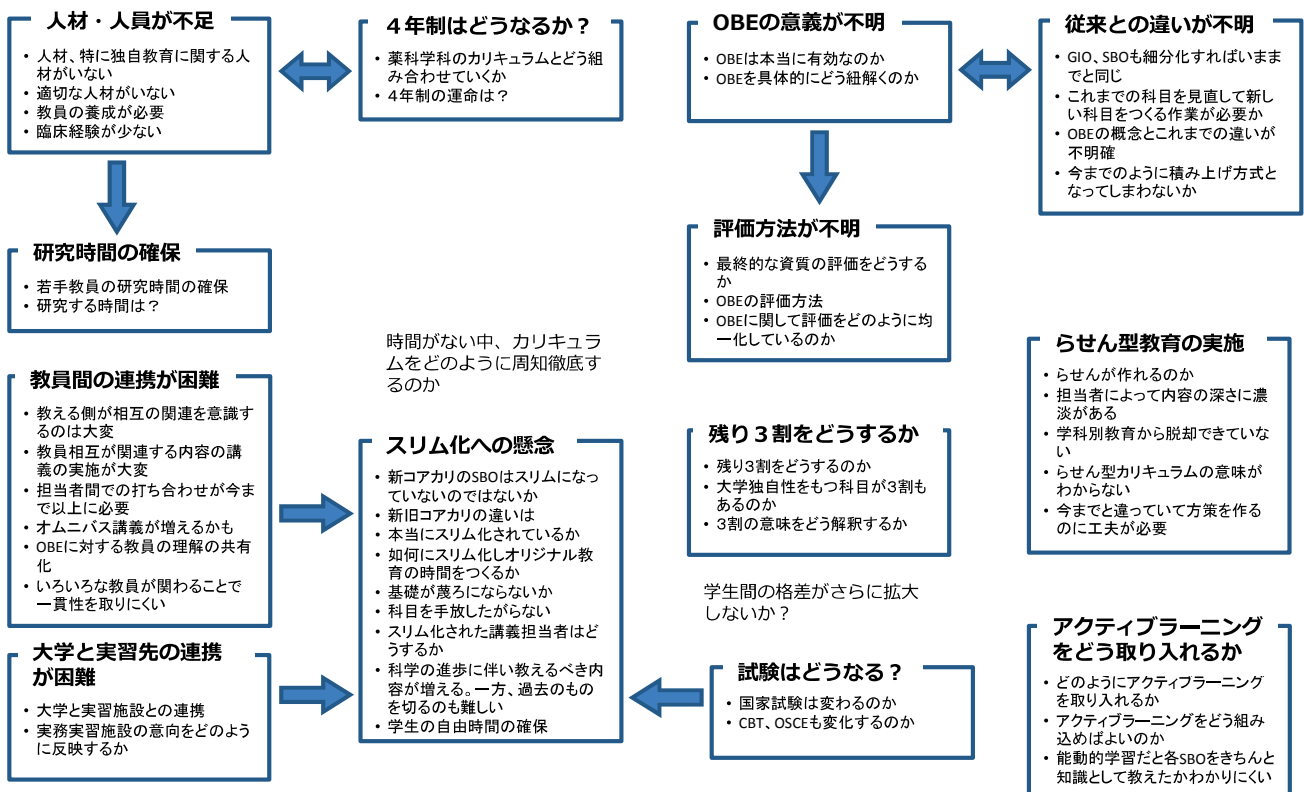 人材・人員が不足
・ 人材、特に独自教育に関する人
材がいない
・ 適切な人材がいない
・ 教員の養成が必要
・ 臨床経験が少ない
４年制はどうなるか？
・ 薬科学科のカリキュラムとどう組
み合わせていくか
・ ４年制の運命は？
OBEの意義が不明
・ OBEは本当に有効なのか
・ OBEを具体的にどう紐解くのか
従来との違いが不明
・ GIO、SBOも細分化すればいまま
でと同じ
・ これまでの科目を見直して新し
い科目をつくる作業が必要か
・ OBEの概念とこれまでの違いが
不明確
・ 今までのように積み上げ方式と
なってしまわないか
研究時間の確保
・ 若手教員の研究時間の確保
・ 研究する時間は？
評価方法が不明
・ 最終的な資質の評価をどうする
か
・ OBEの評価方法
・ OBEに関して評価をどのように均
一化しているのか
時間がない中、カリキュラ
ムをどのように周知徹底す
るのか
らせん型教育の実施
・ らせんが作れるのか
・ 担当者によって内容の深さに濃
淡がある
・ 学科別教育から脱却できていな
い
・ らせん型カリキュラムの意味が
わからない
・ 今までと違っていて方策を作る
のに工夫が必要
教員間の連携が困難
・ 教える側が相互の関連を意識す
るのは大変
・ 教員相互が関連する内容の講
義の実施が大変
・ 担当者間での打ち合わせが今ま
で以上に必要
・ オムニバス講義が増えるかも
・ OBEに対する教員の理解の共有
化
・ いろいろな教員が関わることで
一貫性を取りにくい
スリム化への懸念
・ 新コアカリのSBOはスリムになっ
ていないのではないか
・ 新旧コアカリの違いは
・ 本当にスリム化されているか
・ 如何にスリム化しオリジナル教
育の時間をつくるか
・ 基礎が蔑ろにならないか
・ 科目を手放したがらない
・ スリム化された講義担当者はど
うするか
・ 科学の進歩に伴い教えるべき内
容が増える。一方、過去のもの
を切るのも難しい
・ 学生の自由時間の確保
残り３割をどうするか
・ 残り３割をどうするのか
・ 大学独自性をもつ科目が３割も
あるのか
・ ３割の意味をどう解釈するか
学生間の格差がさらに拡大
しないか？
大学と実習先の連携
が困難
・ 大学と実習施設との連携
・ 実務実習施設の意向をどのよう
に反映するか
試験はどうなる？
・ 国家試験は変わるのか
・ CBT、OSCEも変化するのか
アクティブラーニング
をどう取り入れるか
・ どのようにアクティブラーニング
を取り入れるか
・ アクティブラーニングをどう組み
込めばよいのか
・ 能動的学習だと各SBOをきちんと
知識として教えたかわかりにくい